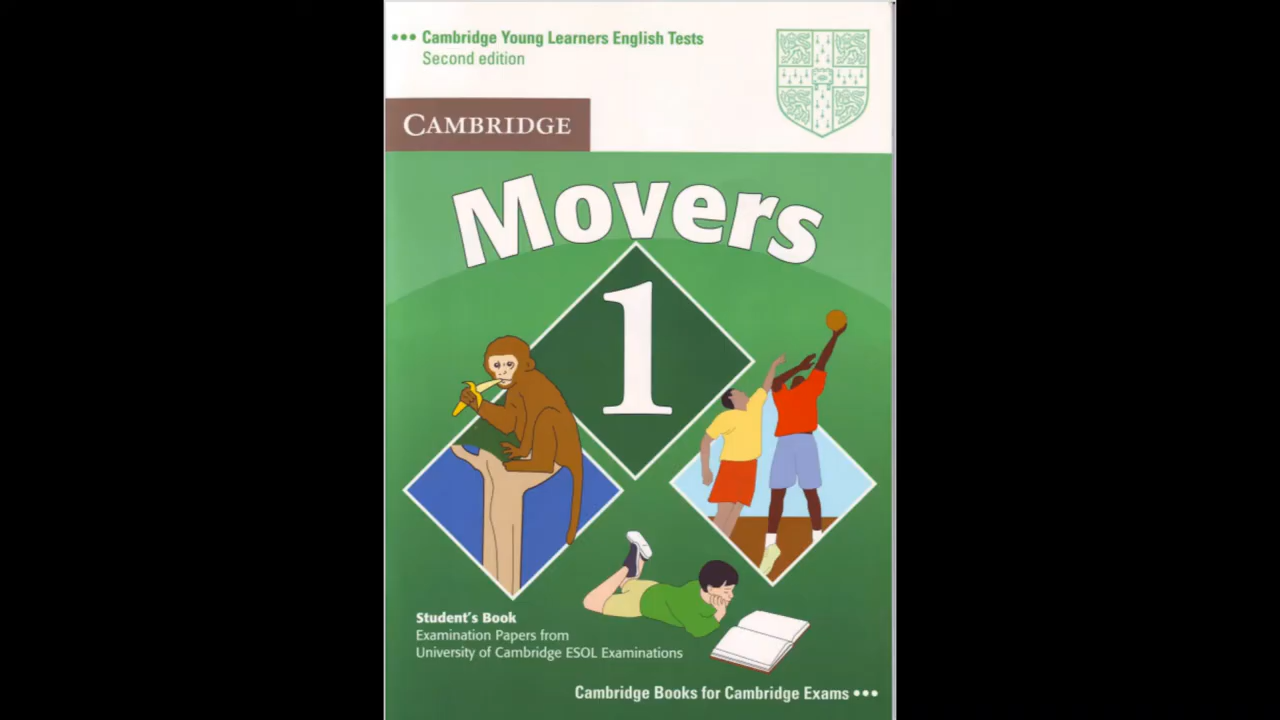 ••• Cambridge Young Learners English Tests
Second edition
CAMBRIDGE
Movers
1
Student's Book
Examination Papers from
University of Cambridge ESOL Examinations
Cambridge Books for Cambridge Exams •••